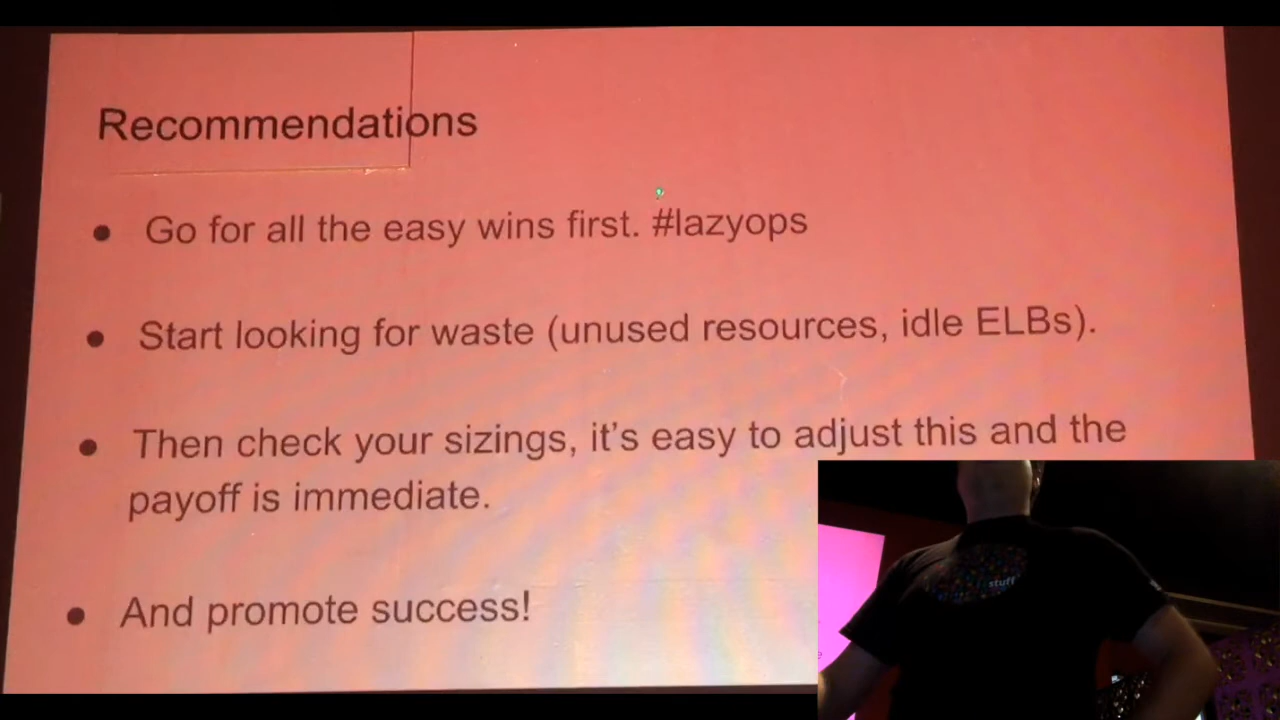 Recommendations
● Go for all the easy wins first. #lazyops
● Start looking for waste (unused resources, idle ELBs).
● Then check your sizings, it's easy to adjust this and the
payoff is immediate.
● And promote success!
stuff